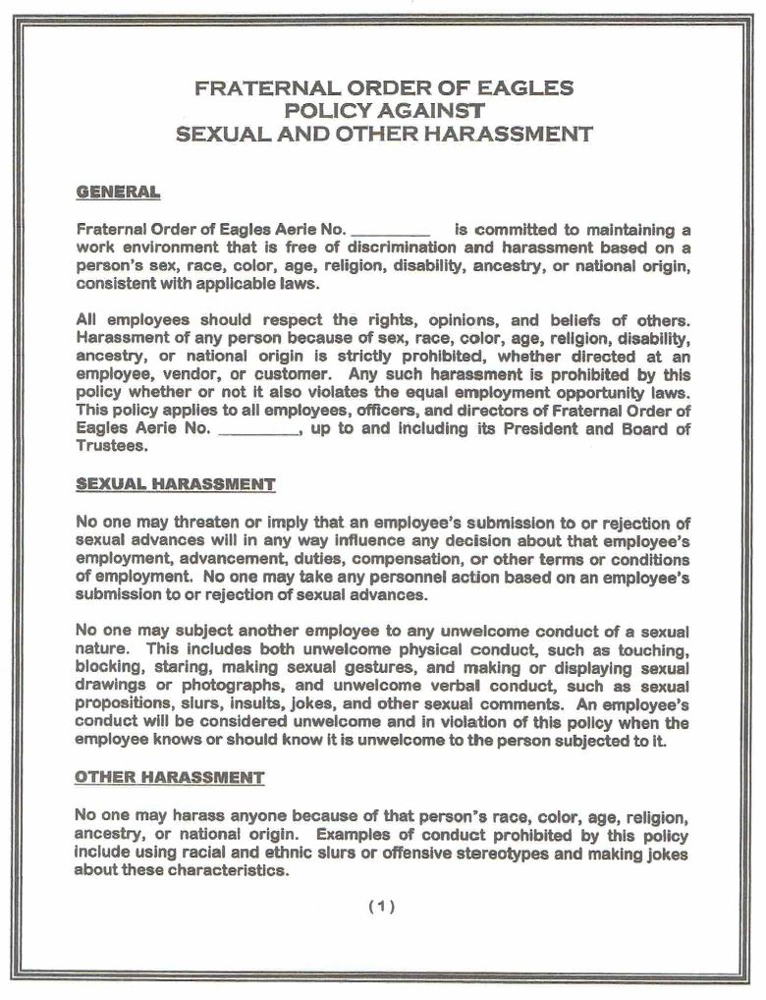 FRATERNAL ORDER OF EAGLES
POLICY AGAINST
SEXUAL AND OTHER HARASSMENT
GENERAL
Fraternal Order of Eagles Aerie No. _________ is committed to maintaining a
work environment that is free of discrimination and harassment based on a
person's sex, race, color, age, religion, disability, ancestry, or national origin,
consistent with applicable laws.
All employees should respect the rights, opinions, and beliefs of others.
Harassment of any person because of sex, race, color, age, religion, disability,
ancestry, or national origin is strictly prohibited, whether directed at an
employee, vendor, or customer. Any such harassment is prohibited by this
policy whether or not it also violates the equal employment opportunity laws.
This policy applies to all employees, officers, and directors of Fraternal Order of
Eagles Aerie No. _________, up to and including its President and Board of
Trustees.
SEXUAL HARASSMENT
No one may threaten or imply that an employee's submission to or rejection of
sexual advances will in any way influence any decision about that employee's
employment, advancement, duties, compensation, or other terms or conditions
of employment. No one may take any personnel action based on an employee's
submission to or rejection of sexual advances.
No one may subject another employee to any unwelcome conduct of a sexual
nature. This includes both unwelcome physical conduct, such as touching,
blocking, staring, making sexual gestures, and making or displaying sexual
drawings or photographs, and unwelcome verbal conduct, such as sexual
propositions, slurs, insults, jokes, and other sexual comments. An employee's
conduct will be considered unwelcome and in violation of this policy when the
employee knows or should know it is unwelcome to the person subjected to it.
OTHER HARASSMENT
No one may harass anyone because of that person's race, color, age, religion,
ancestry, or national origin. Examples of conduct prohibited by this policy
include using racial and ethnic slurs or offensive stereotypes and making jokes
about these characteristics.
(1)